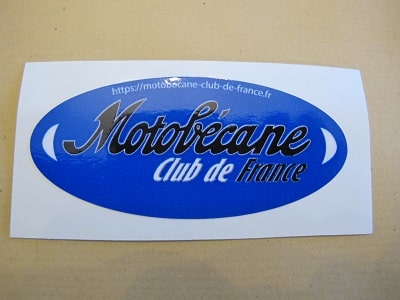 https://motobecane-club-de-france.fr
Motobécane
Club de France